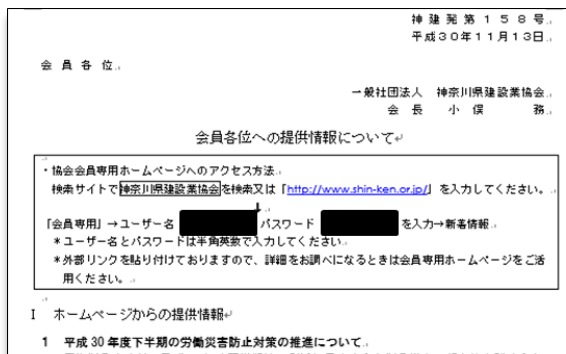 神建発第158号
平成30年11月13日
会員各位
一般社団法人 神奈川県建設業協会
会長 小俣 務
会員各位への提供情報について
・協会会員専用ホームページへのアクセス方法
検索サイトで神奈川県建設業協会を検索又は「http://www.shin-ken.or.jp/」を入力してください。
↓
「会員専用」→ユーザー名 パスワード を入力→新着情報
*ユーザー名とパスワードは半角英数で入力してください
*外部リンクを貼り付けておりますので、詳細をお調べになるときは会員専用ホームページをご活
用ください。
Ⅰ ホームページからの提供情報
1 平成30年度下半期の労働災害防止対策の推進について